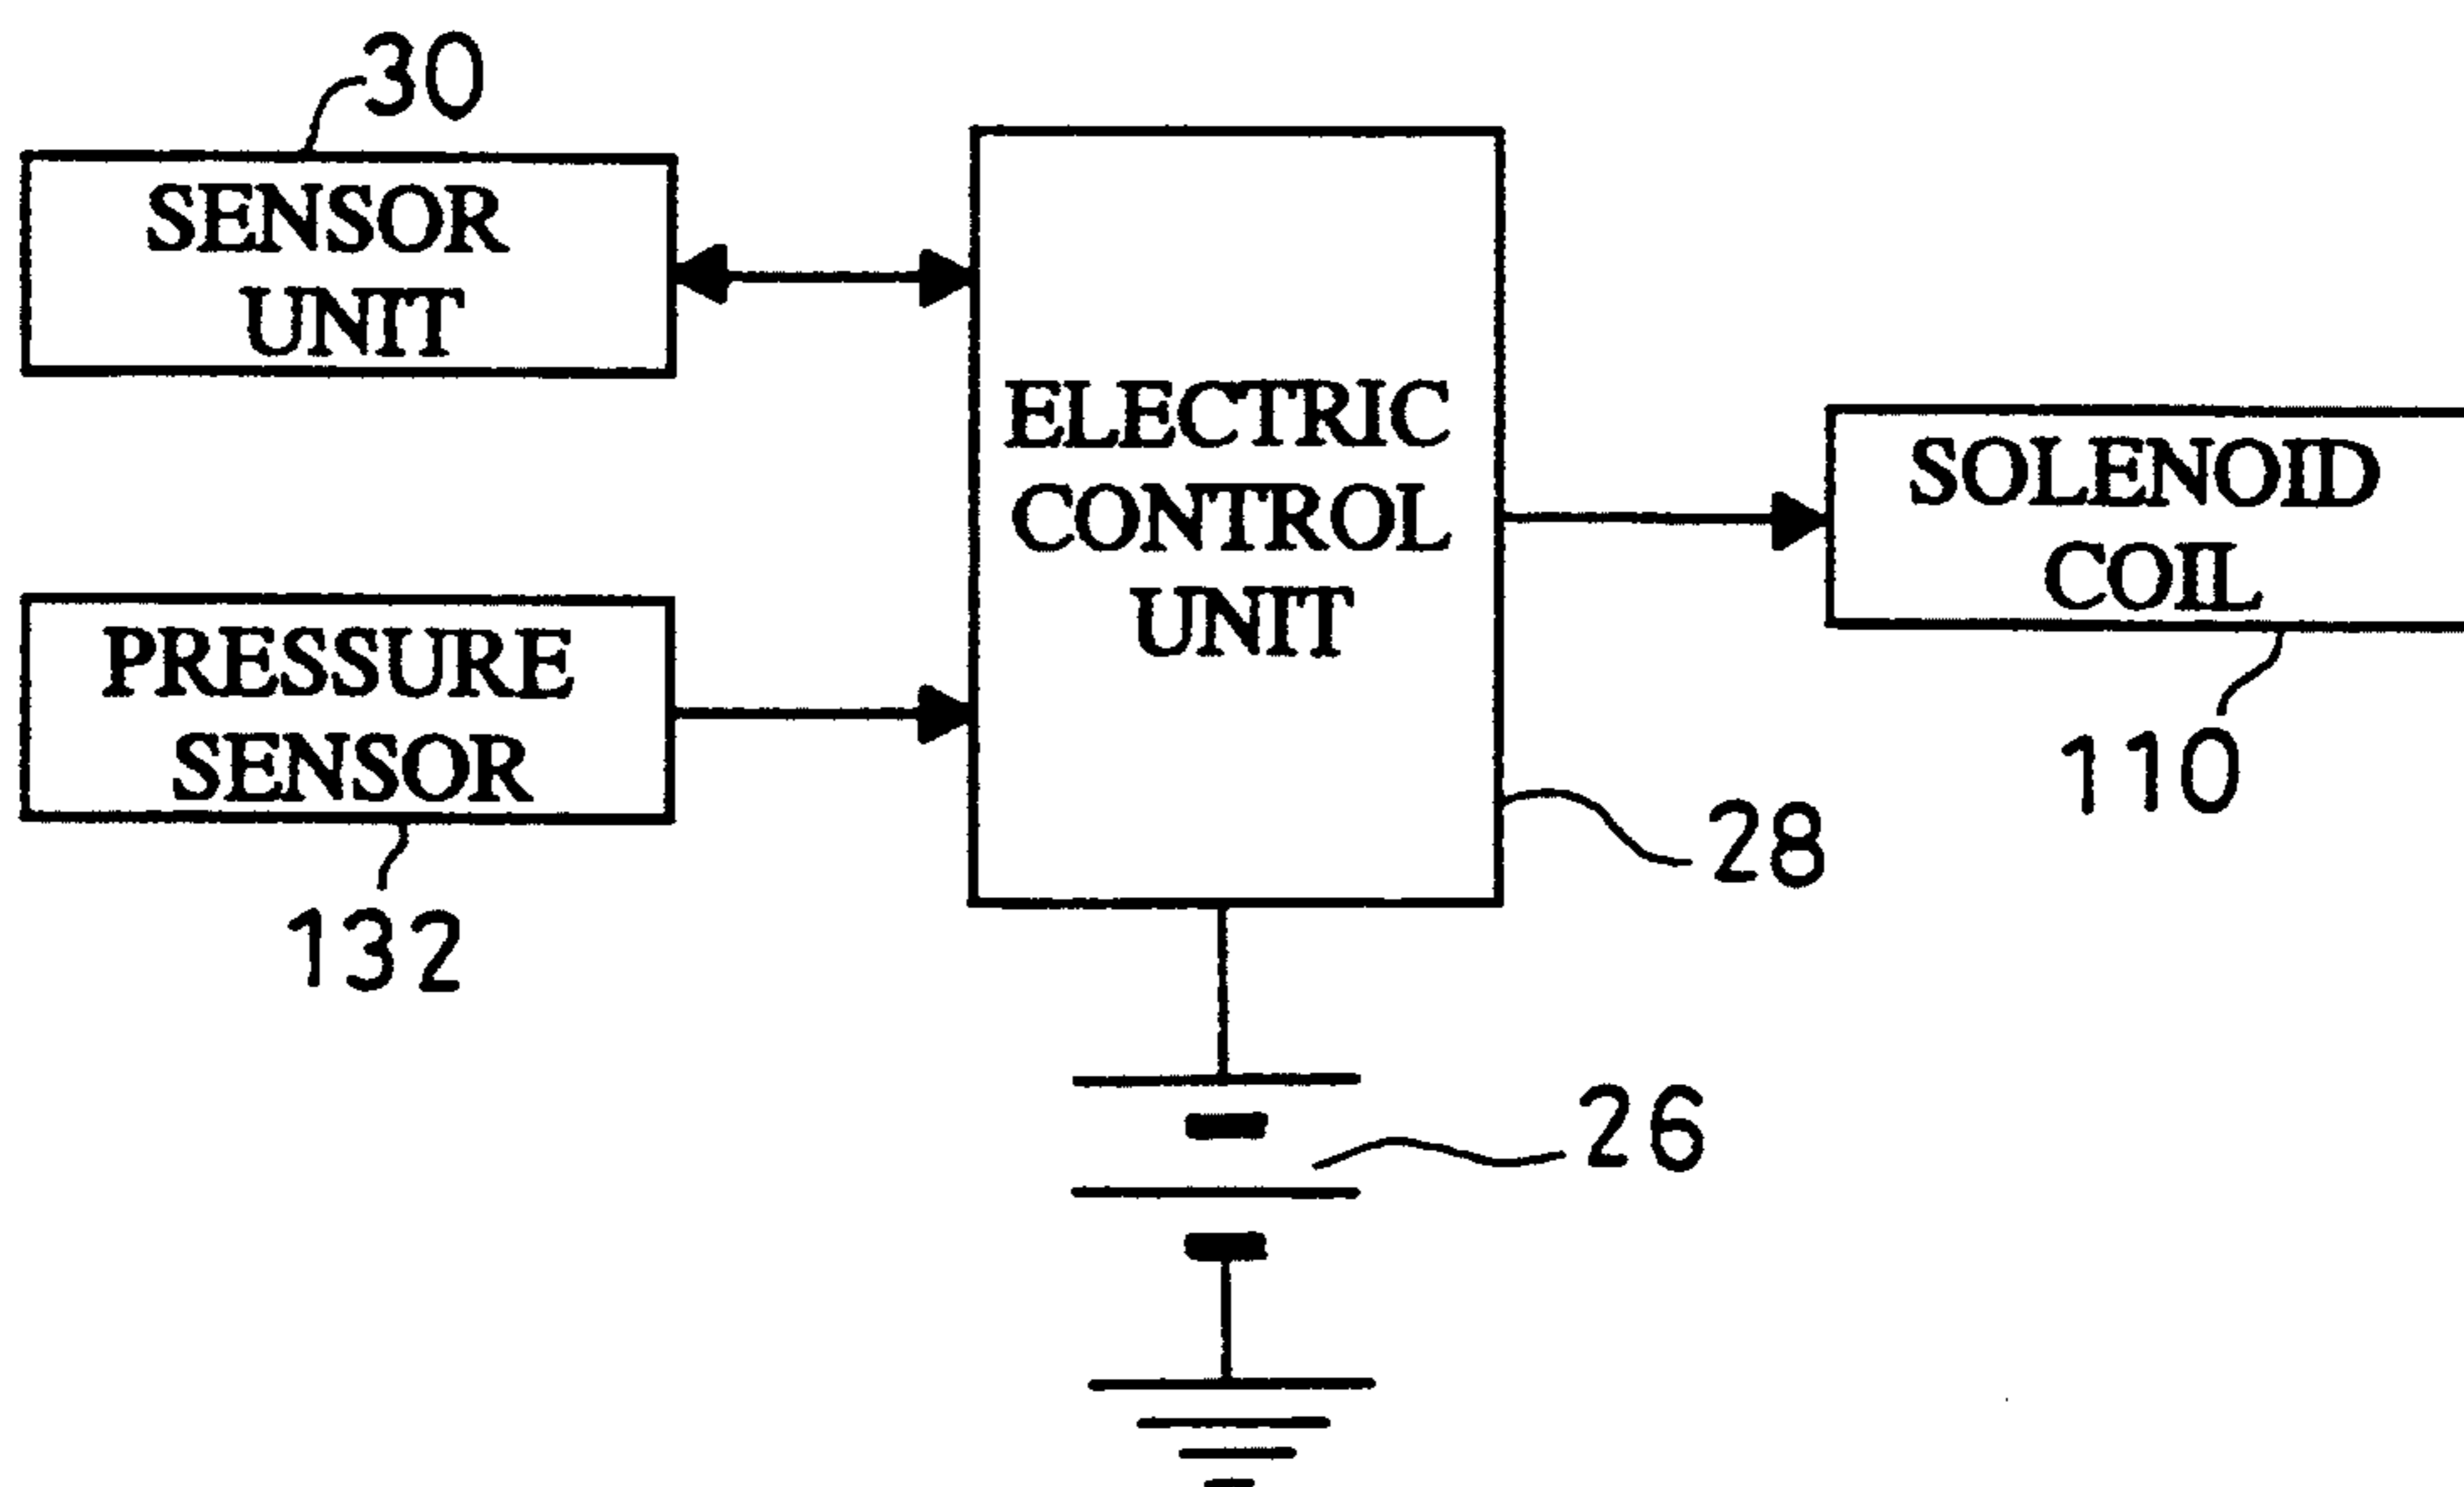 30
SENSOR
UNIT
ELECTRIC
CONTROL
UNIT
SOLENOID
COIL
110
PRESSURE
SENSOR
132
28
26